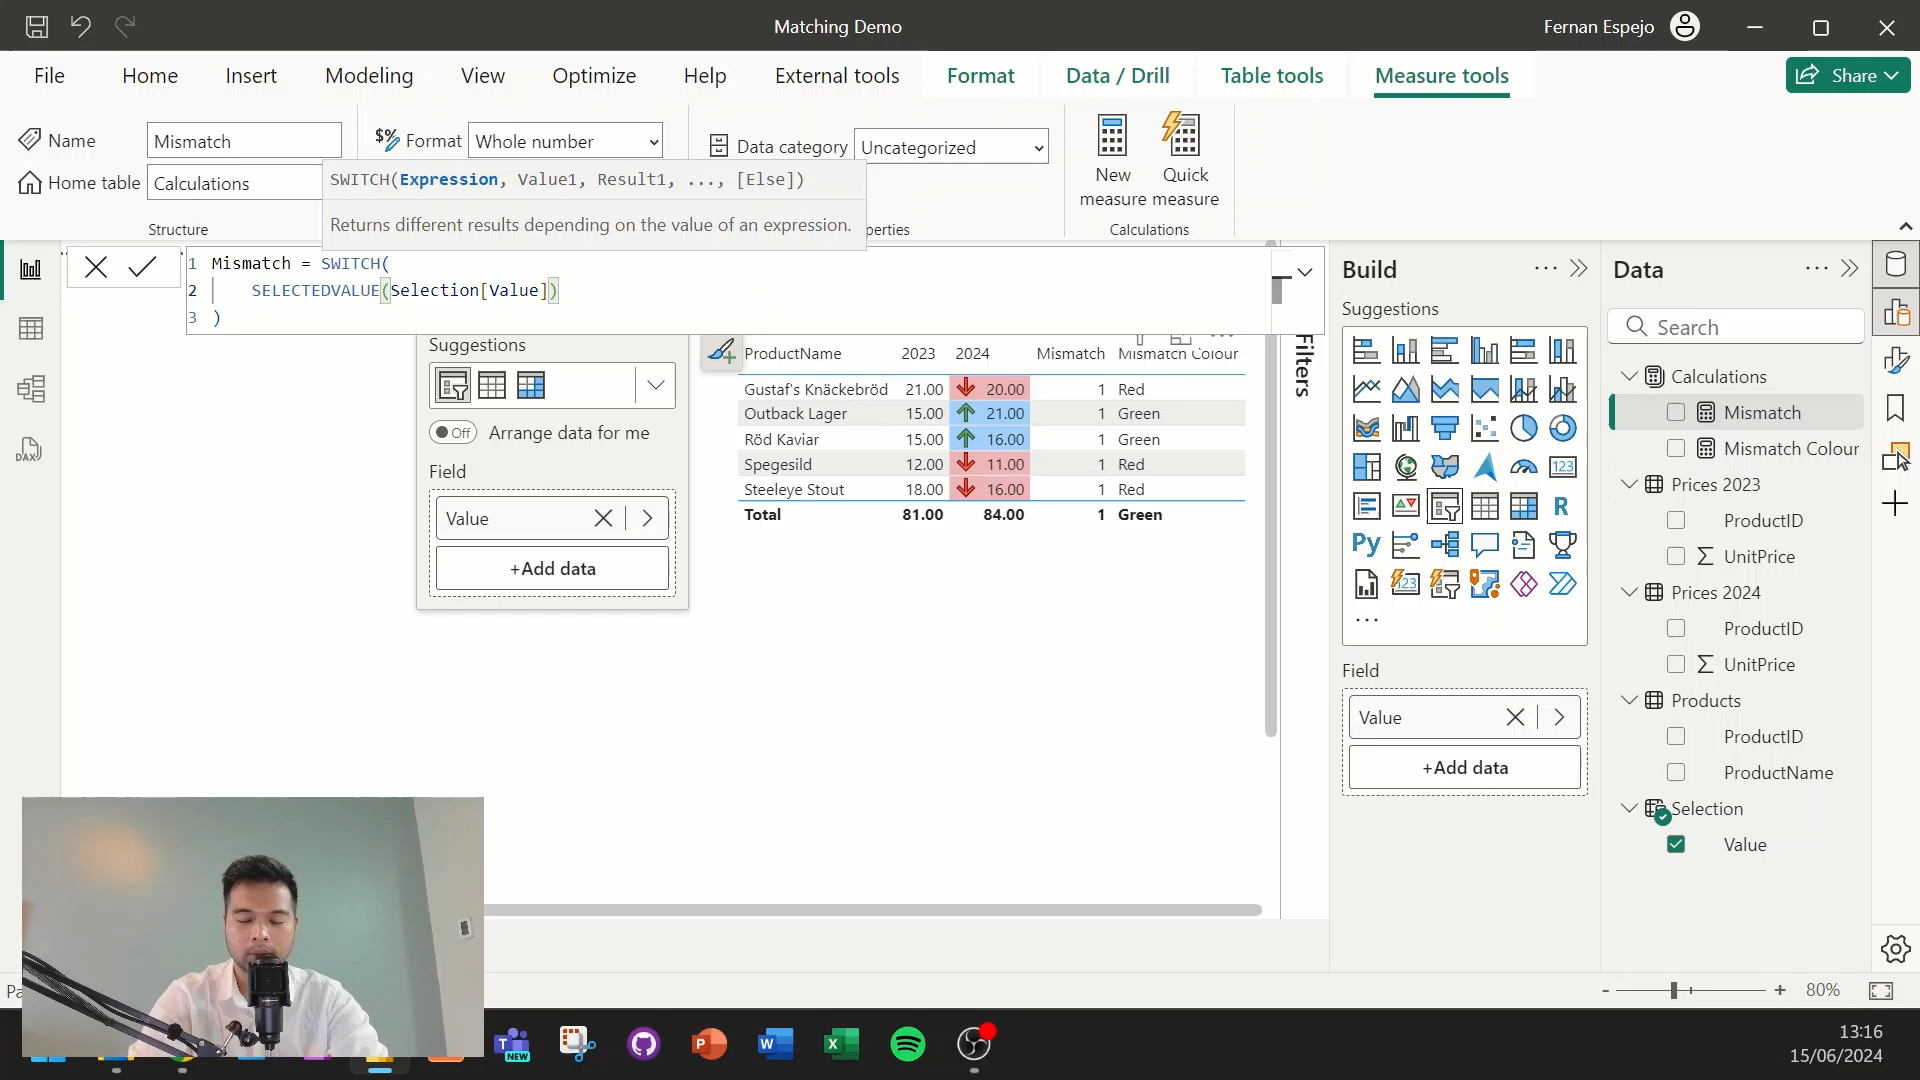 Matching Demo
Fernan Espejo
File Home Insert Modeling View Optimize Help External tools Format Data / Drill Table tools Measure tools
Share
Name Mismatch
$% Format Whole number
Data category Uncategorized
Home table Calculations
SWITCH(Expression, Value1, Result1, ..., [Else])
Returns different results depending on the value of an expression.
New measure
Quick measure
Structure
perties
Calculations
1 Mismatch = SWITCH(
2 SELECTEDVALUE(Selection[Value])
3 )
Suggestions
Off Arrange data for me
Field
Value
+Add data
ProductName 2023 2024 Mismatch Mismatch Colour
Gustaf's Knäckebröd 21.00 20.00 1 Red
Outback Lager 15.00 21.00 1 Green
Röd Kaviar 15.00 16.00 1 Green
Spegesild 12.00 11.00 1 Red
Steeleye Stout 18.00 16.00 1 Red
Total 81.00 84.00 1 Green
Filters
Build
Suggestions
123
R
Py
123
...
Field
Value
+Add data
Data
Search
Calculations
Mismatch
Mismatch Colour
Prices 2023
ProductID
UnitPrice
Prices 2024
ProductID
UnitPrice
Products
ProductID
ProductName
Selection
Value
DAX
Pa
- + 80%
NEW
P
W
X
13:16
15/06/2024